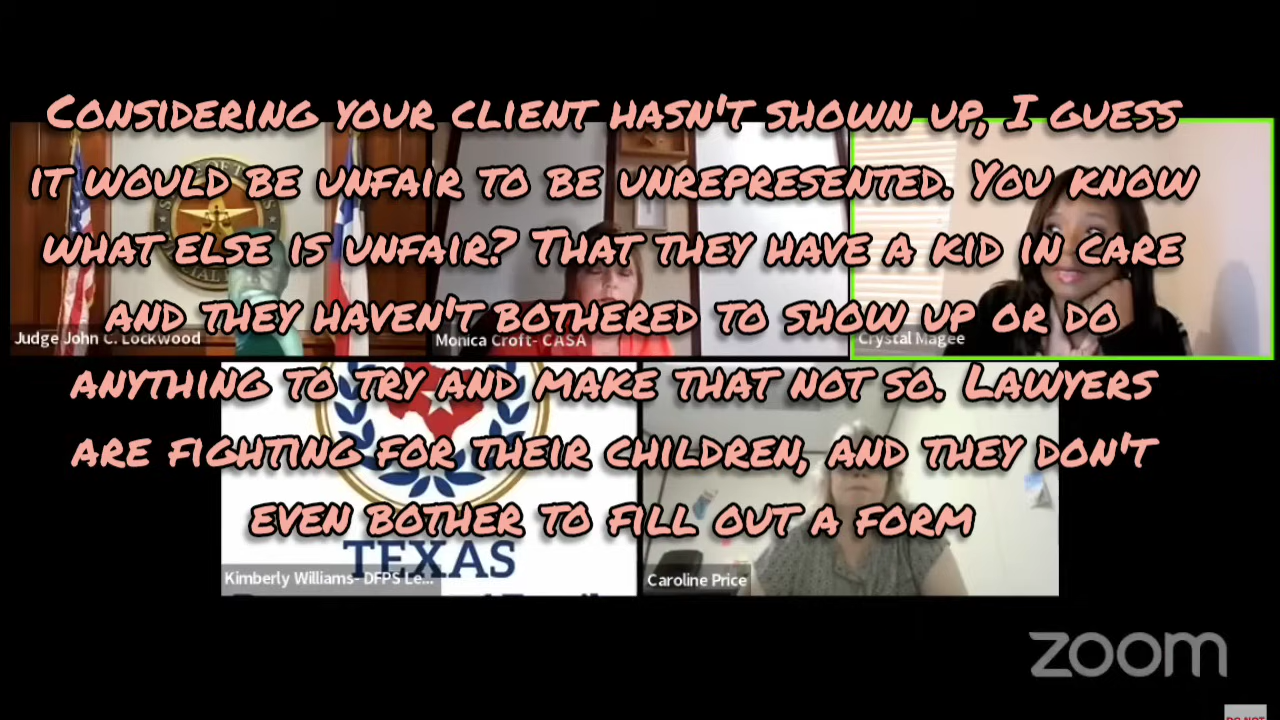 CONSIDERING YOUR CLIENT HASN'T SHOWN UP, I GUESS
IT WOULD BE UNFAIR TO BE UNREPRESENTED. YOU KNOW
WHAT ELSE IS UNFAIR? THAT THEY HAVE A KID IN CARE
AND THEY HAVEN'T BOTHERED TO SHOW UP OR DO
ANYTHING TO TRY AND MAKE THAT NOT SO. LAWYERS
ARE FIGHTING FOR THEIR CHILDREN, AND THEY DON'T
EVEN BOTHER TO FILL OUT A FORM
Judge John C. Lockwood
Monica Croft- CASA
Crystal Magee
TEXAS
Kimberly Williams- DFPS Le...
Caroline Price
zoom